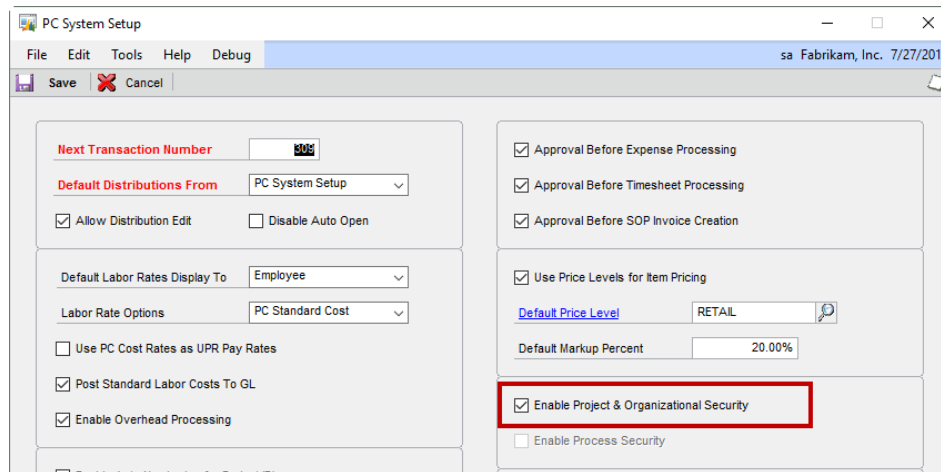 PC System Setup
File Edit Tools Help Debug
sa Fabrikam, Inc. 7/27/201
Save Cancel
Next Transaction Number 309
Default Distributions From PC System Setup
Allow Distribution Edit Disable Auto Open
Default Labor Rates Display To Employee
Labor Rate Options PC Standard Cost
Use PC Cost Rates as UPR Pay Rates
Post Standard Labor Costs To GL
Enable Overhead Processing
Approval Before Expense Processing
Approval Before Timesheet Processing
Approval Before SOP Invoice Creation
Use Price Levels for Item Pricing
Default Price Level RETAIL
Default Markup Percent 20.00%
Enable Project & Organizational Security
Enable Process Security